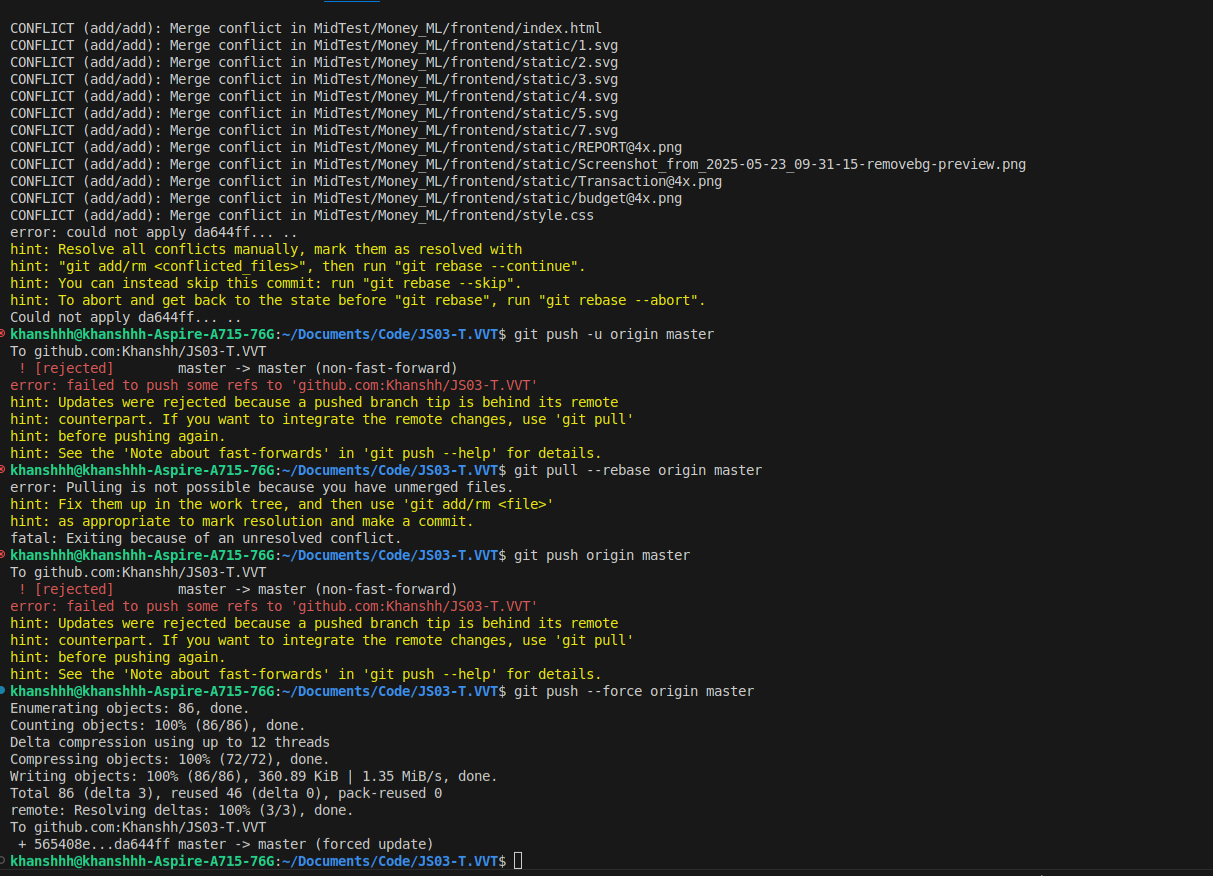 CONFLICT (add/add): Merge conflict in MidTest/Money_ML/frontend/index.html
CONFLICT (add/add): Merge conflict in MidTest/Money_ML/frontend/static/1.svg
CONFLICT (add/add): Merge conflict in MidTest/Money_ML/frontend/static/2.svg
CONFLICT (add/add): Merge conflict in MidTest/Money_ML/frontend/static/3.svg
CONFLICT (add/add): Merge conflict in MidTest/Money_ML/frontend/static/4.svg
CONFLICT (add/add): Merge conflict in MidTest/Money_ML/frontend/static/5.svg
CONFLICT (add/add): Merge conflict in MidTest/Money_ML/frontend/static/7.svg
CONFLICT (add/add): Merge conflict in MidTest/Money_ML/frontend/static/REPORT@4x.png
CONFLICT (add/add): Merge conflict in MidTest/Money_ML/frontend/static/Screenshot_from_2025-05-23_09-31-15-removebg-preview.png
CONFLICT (add/add): Merge conflict in MidTest/Money_ML/frontend/static/Transaction@4x.png
CONFLICT (add/add): Merge conflict in MidTest/Money_ML/frontend/static/budget@4x.png
CONFLICT (add/add): Merge conflict in MidTest/Money_ML/frontend/style.css
error: could not apply da644ff... ..
hint: Resolve all conflicts manually, mark them as resolved with
hint: "git add/rm <conflicted_files>", then run "git rebase --continue".
hint: You can instead skip this commit: run "git rebase --skip".
hint: To abort and get back to the state before "git rebase", run "git rebase --abort".
Could not apply da644ff... ..
khanshhh@khanshhh-Aspire-A715-76G:~/Documents/Code/JS03-T.VVT$ git push -u origin master
To github.com:Khanshh/JS03-T.VVT
 ! [rejected]        master -> master (non-fast-forward)
error: failed to push some refs to 'github.com:Khanshh/JS03-T.VVT'
hint: Updates were rejected because a pushed branch tip is behind its remote
hint: counterpart. If you want to integrate the remote changes, use 'git pull'
hint: before pushing again.
hint: See the 'Note about fast-forwards' in 'git push --help' for details.
khanshhh@khanshhh-Aspire-A715-76G:~/Documents/Code/JS03-T.VVT$ git pull --rebase origin master
error: Pulling is not possible because you have unmerged files.
hint: Fix them up in the work tree, and then use 'git add/rm <file>'
hint: as appropriate to mark resolution and make a commit.
fatal: Exiting because of an unresolved conflict.
khanshhh@khanshhh-Aspire-A715-76G:~/Documents/Code/JS03-T.VVT$ git push origin master
To github.com:Khanshh/JS03-T.VVT
 ! [rejected]        master -> master (non-fast-forward)
error: failed to push some refs to 'github.com:Khanshh/JS03-T.VVT'
hint: Updates were rejected because a pushed branch tip is behind its remote
hint: counterpart. If you want to integrate the remote changes, use 'git pull'
hint: before pushing again.
hint: See the 'Note about fast-forwards' in 'git push --help' for details.
khanshhh@khanshhh-Aspire-A715-76G:~/Documents/Code/JS03-T.VVT$ git push --force origin master
Enumerating objects: 86, done.
Counting objects: 100% (86/86), done.
Delta compression using up to 12 threads
Compressing objects: 100% (72/72), done.
Writing objects: 100% (86/86), 360.89 KiB | 1.35 MiB/s, done.
Total 86 (delta 3), reused 46 (delta 0), pack-reused 0
remote: Resolving deltas: 100% (3/3), done.
To github.com:Khanshh/JS03-T.VVT
 + 565408e...da644ff master -> master (forced update)
khanshhh@khanshhh-Aspire-A715-76G:~/Documents/Code/JS03-T.VVT$